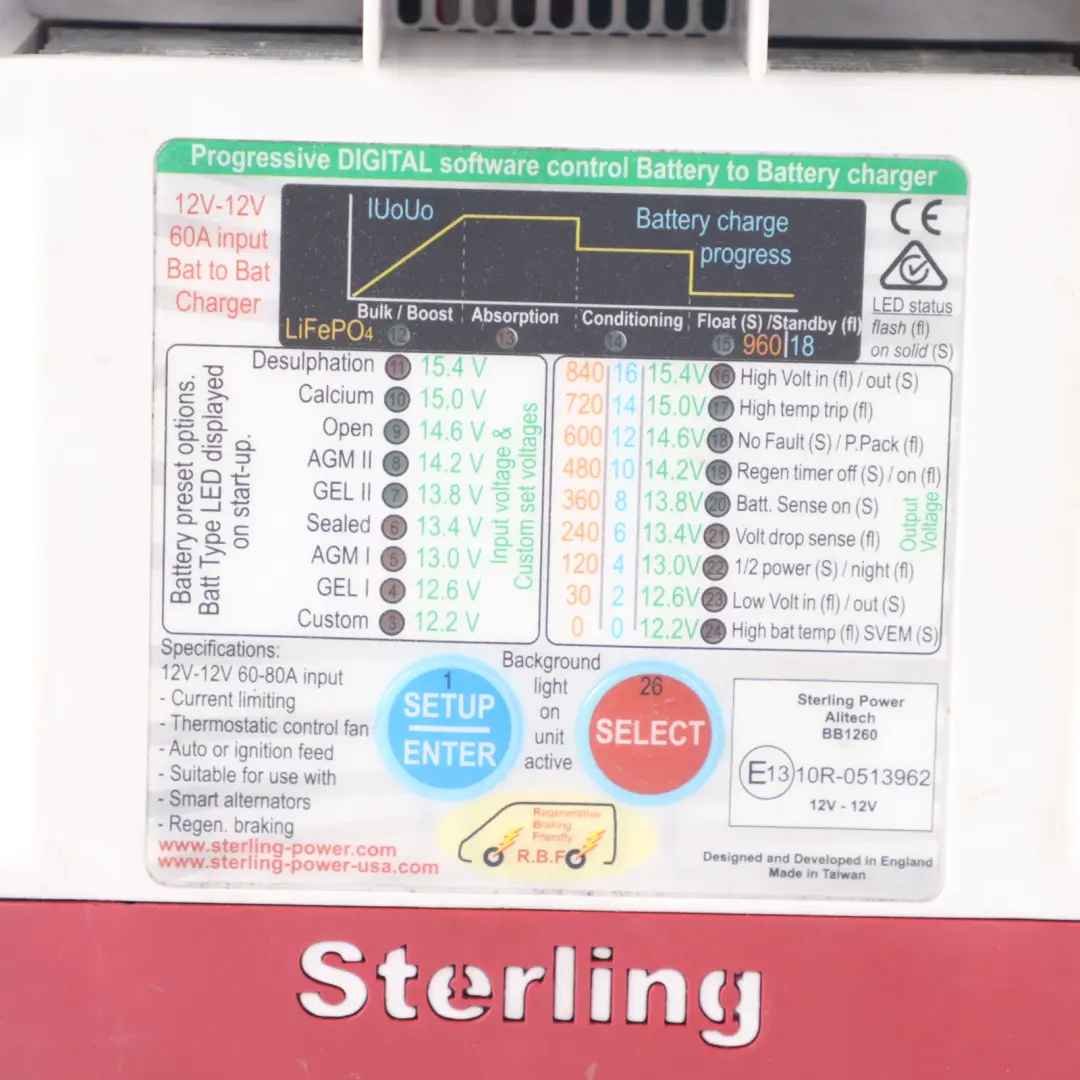 Progressive DIGITAL software control Battery to Battery charger
12V-12V
60A input
Bat to Bat
Charger
IUoUo
Battery charge
progress
CE
LED status
flash (fl)
on solid (S)
Bulk / Boost Absorption Conditioning Float (S) /Standby (fl)
LiFePO4 12 13 14 15 960 18
Battery preset options.
Batt Type LED displayed
on start-up.
Desulphation 11 15.4 V
Calcium 10 15.0 V
Open 9 14.6 V
AGM II 8 14.2 V
GEL II 7 13.8 V
Sealed 6 13.4 V
AGM I 5 13.0 V
GEL I 4 12.6 V
Custom 3 12.2 V
Input voltage &
Custom set voltages
840 16 15.4V 16 High Volt in (fl) / out (S)
720 14 15.0V 17 High temp trip (fl)
600 12 14.6V 18 No Fault (S) / P.Pack (fl)
480 10 14.2V 19 Regen timer off (S) / on (fl)
360 8 13.8V 20 Batt. Sense on (S)
240 6 13.4V 21 Volt drop sense (fl)
120 4 13.0V 22 1/2 power (S) / night (fl)
30 2 12.6V 23 Low Volt in (fl) / out (S)
0 0 12.2V 24 High bat temp (fl) SVEM (S)
Output
Voltage
Specifications:
12V-12V 60-80A input
- Current limiting
- Thermostatic control fan
- Auto or ignition feed
- Suitable for use with
- Smart alternators
- Regen. braking
www.sterling-power.com
www.sterling-power-usa.com
1
SETUP
ENTER
Background
light
on
unit
active
26
SELECT
Regenerative
Braking
Friendly
R.B.F
Sterling Power
Alitech
BB1260
E13 10R-0513962
12V - 12V
Designed and Developed in England
Made in Taiwan
Sterling